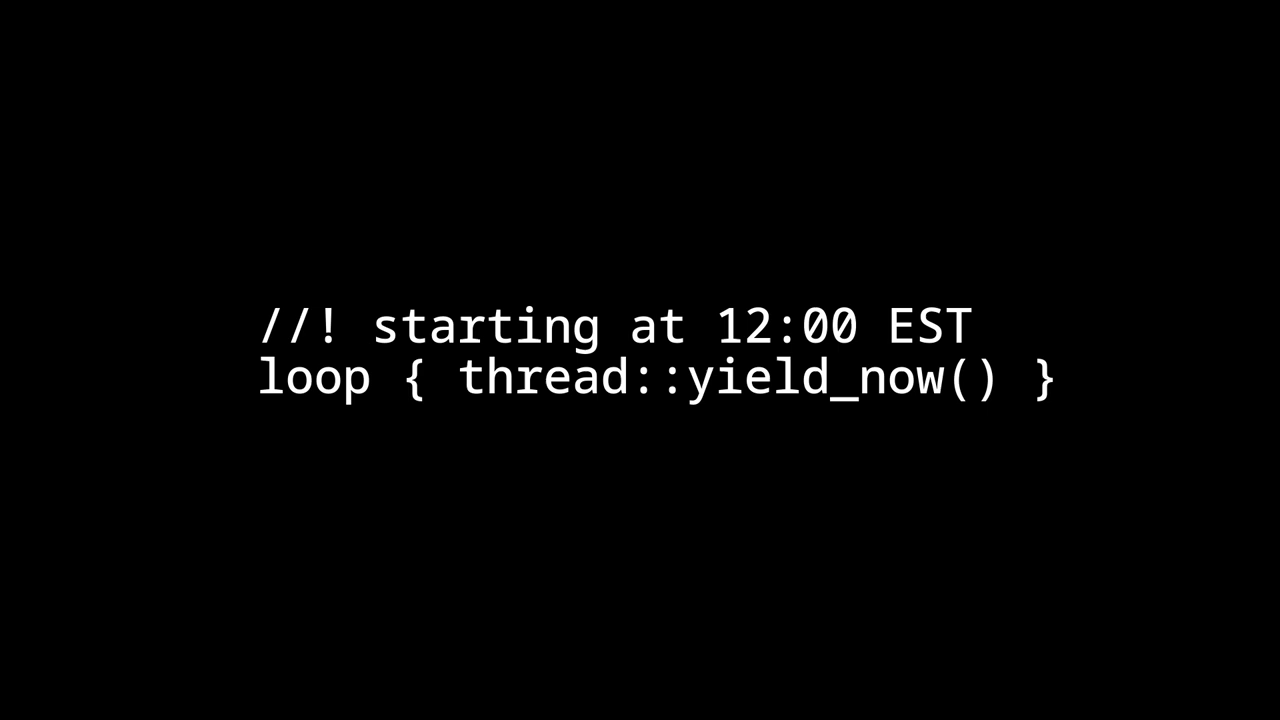 //! starting at 12:00 EST
loop { thread::yield_now() }